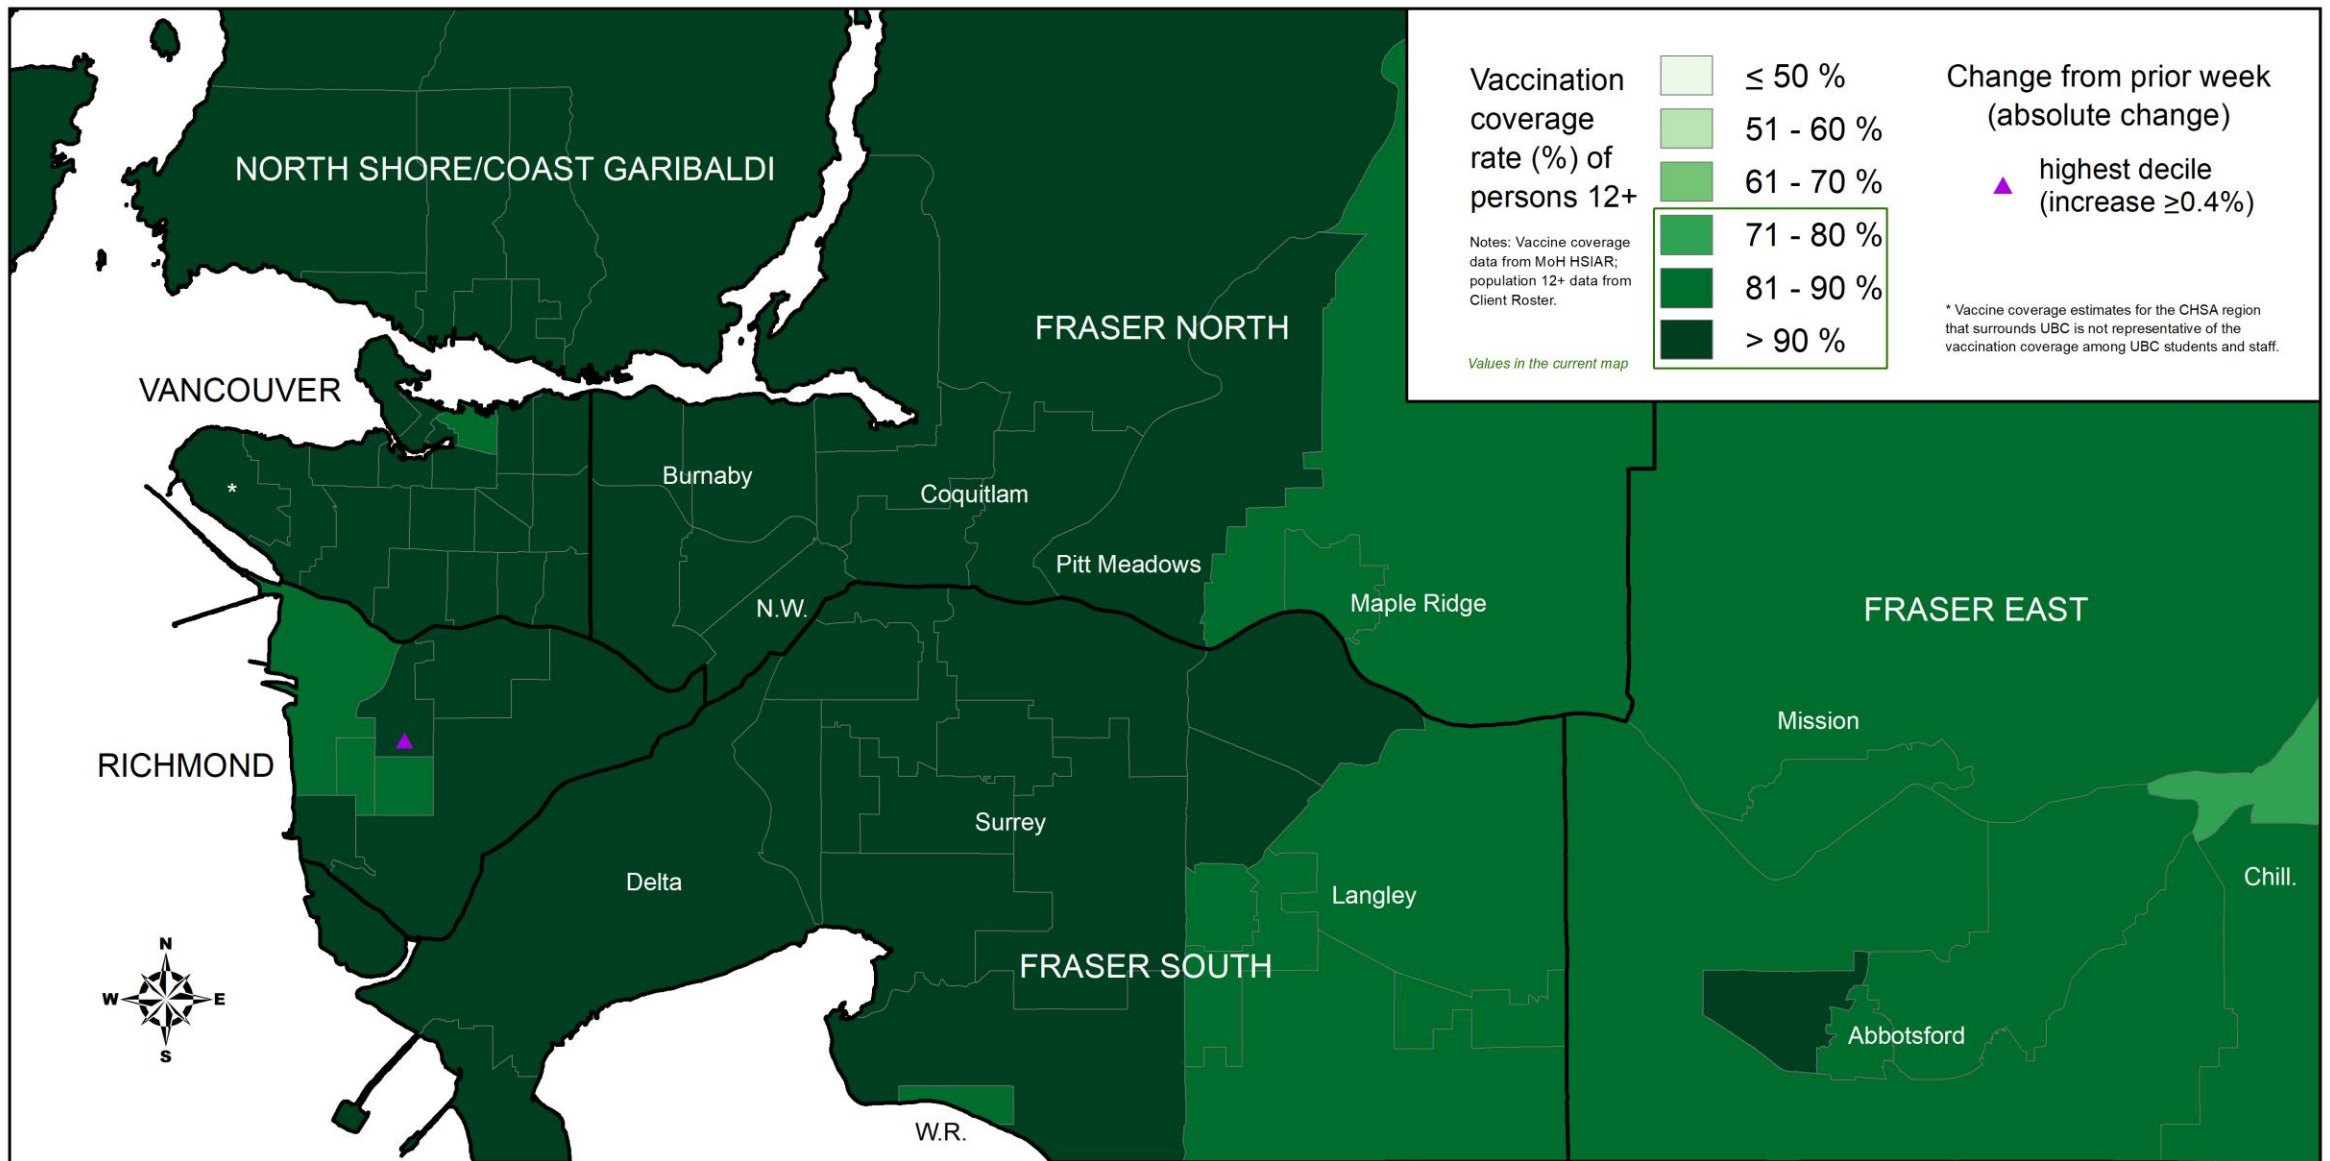 Vaccination
coverage
rate (%) of
persons 12+
Notes: Vaccine coverage
data from MoH HSIAR;
population 12+ data from
Client Roster.
Values in the current map
≤ 50 %
51 - 60 %
61 - 70 %
71 - 80 %
81 - 90 %
> 90 %
Change from prior week
(absolute change)
highest decile
(increase ≥0.4%)
* Vaccine coverage estimates for the CHSA region
that surrounds UBC is not representative of the
vaccination coverage among UBC students and staff.
NORTH SHORE/COAST GARIBALDI
FRASER NORTH
VANCOUVER
*
Burnaby
Coquitlam
Pitt Meadows
N.W.
Maple Ridge
FRASER EAST
Mission
RICHMOND
Surrey
Delta
Langley
Chill.
FRASER SOUTH
Abbotsford
W.R.
N
W E
S